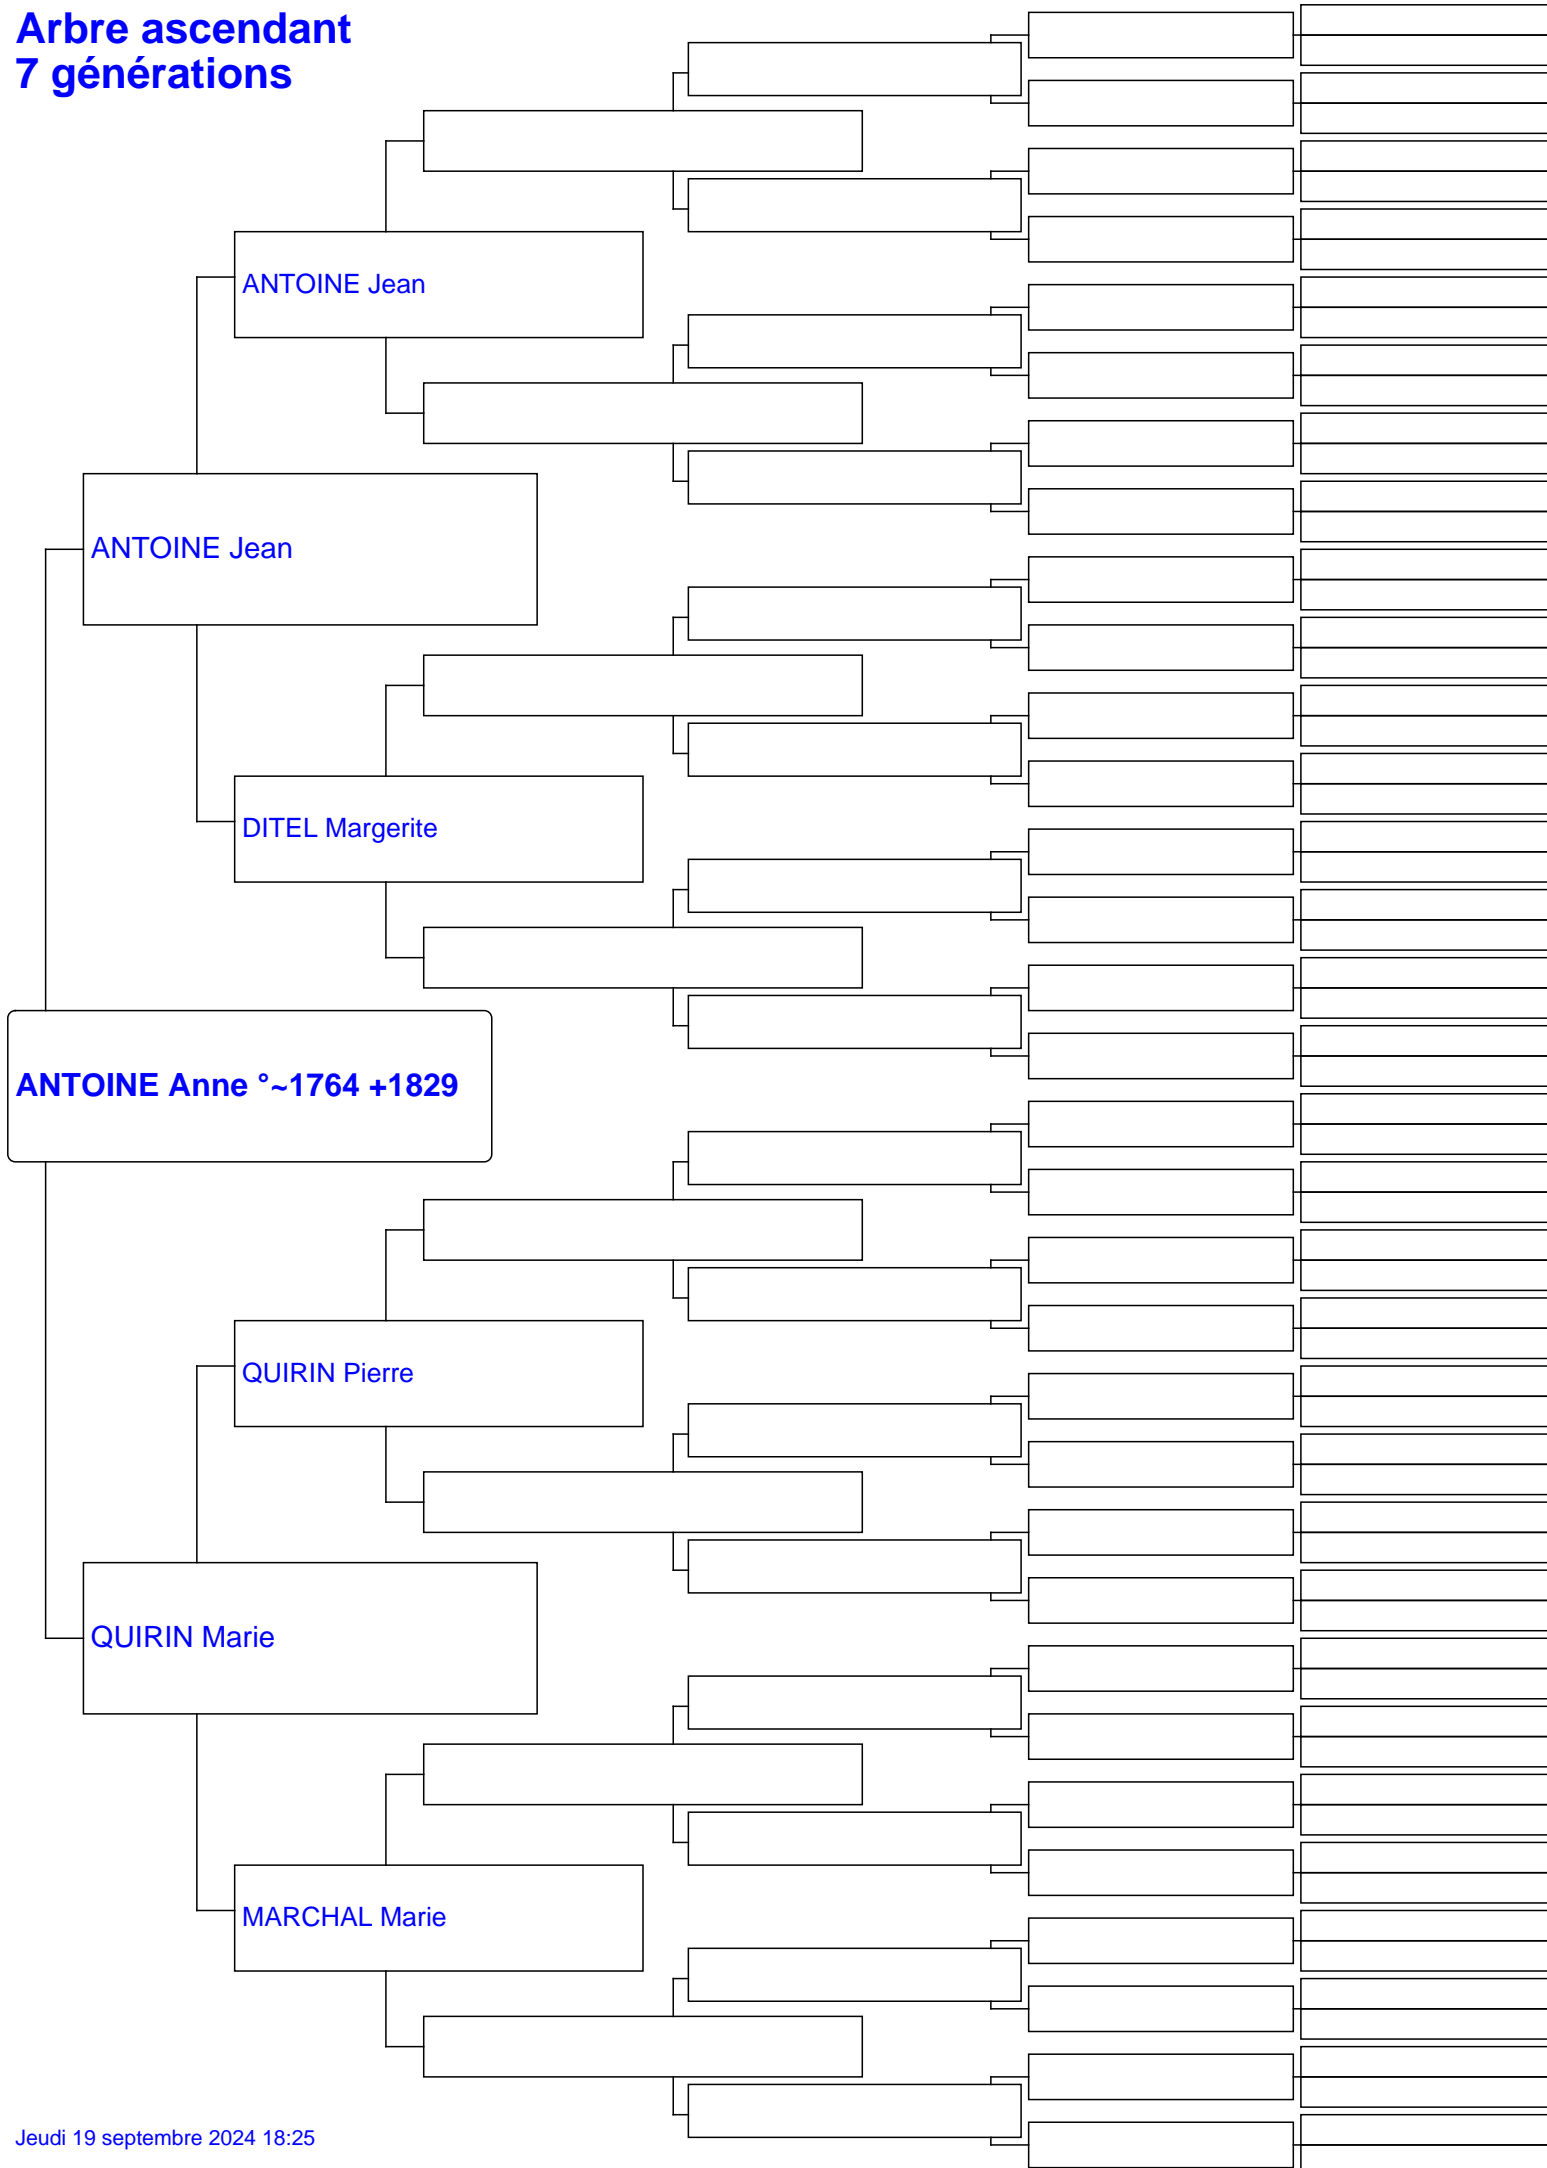 Arbre ascendant
7 générations
ANTOINE Jean
ANTOINE Jean
DITEL Margerite
ANTOINE Anne °~1764 +1829
QUIRIN Pierre
QUIRIN Marie
MARCHAL Marie
Jeudi 19 septembre 2024 18:25